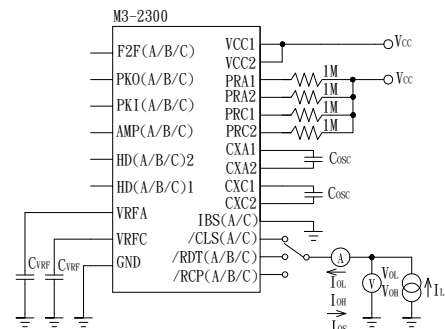 M3-2300
F2F(A/B/C)
PKO(A/B/C)
PKI(A/B/C)
AMP(A/B/C)
HD(A/B/C)2
HD(A/B/C)1
VRFA
VRFC
GND
VCC1
VCC2
PRA1
PRA2
PRC1
PRC2
CXA1
CXA2
CXC1
CXC2
IBS(A/C)
/CLS(A/C)
/RDT(A/B/C)
/RCP(A/B/C)
VCC
1M
VCC
1M
1M
1M
COSC
COSC
CVRF
CVRF
A
V
VOL
VOH
IL
IOL
IOH
IOS